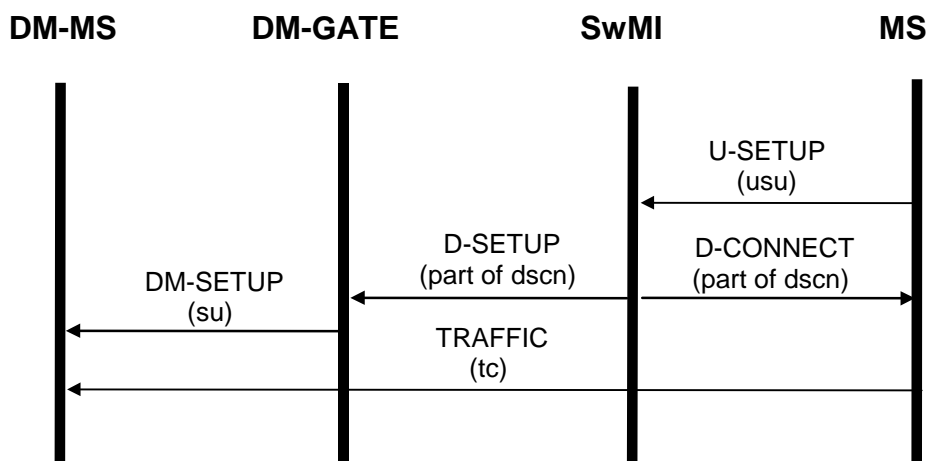 DM-MS
DM-GATE
SwMI
MS
U-SETUP
(usu)
D-SETUP
(part of dscn)
D-CONNECT
(part of dscn)
DM-SETUP
(su)
TRAFFIC
(tc)